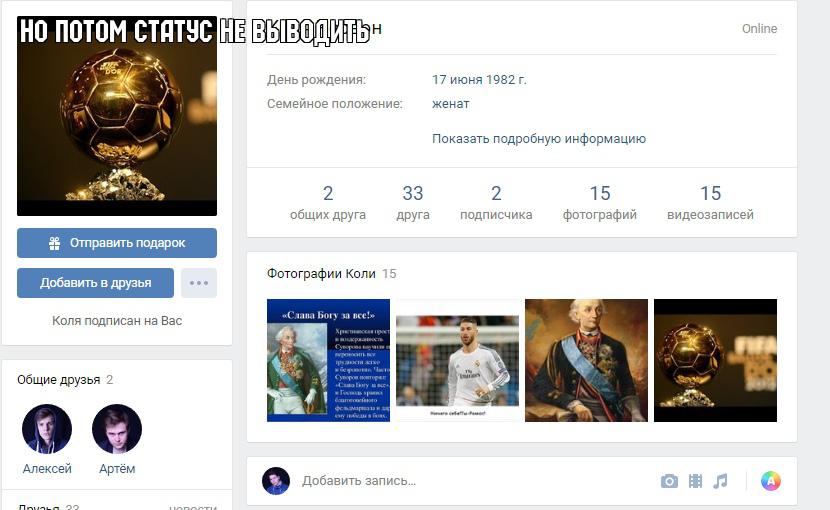 НО ПОТОМ СТАТУС НЕ ВЫВОДИТЬ
Online
День рождения: 17 июня 1982 г.
Семейное положение: женат
Показать подробную информацию
2 33 2 15 15
общих друга друга подписчика фотографий видеозаписей
Отправить подарок
Добавить в друзья
Коля подписан на Вас
Фотографии Коли 15
«Слава Богу за все!»
Христианская прост
и воздержанность
Суворова научили е
переносить все
трудности легко
и безропотно. Часто
Суворов повторял
«Слава Богу за все»,
и Господь хранил
благоговейного
фельдмаршала и дар
ему победы в боях.
Ничего себе!Ты-Рамос!
FIFA
Общие друзья 2
Алексей Артём
Добавить запись...
A
Друзья 33 новости